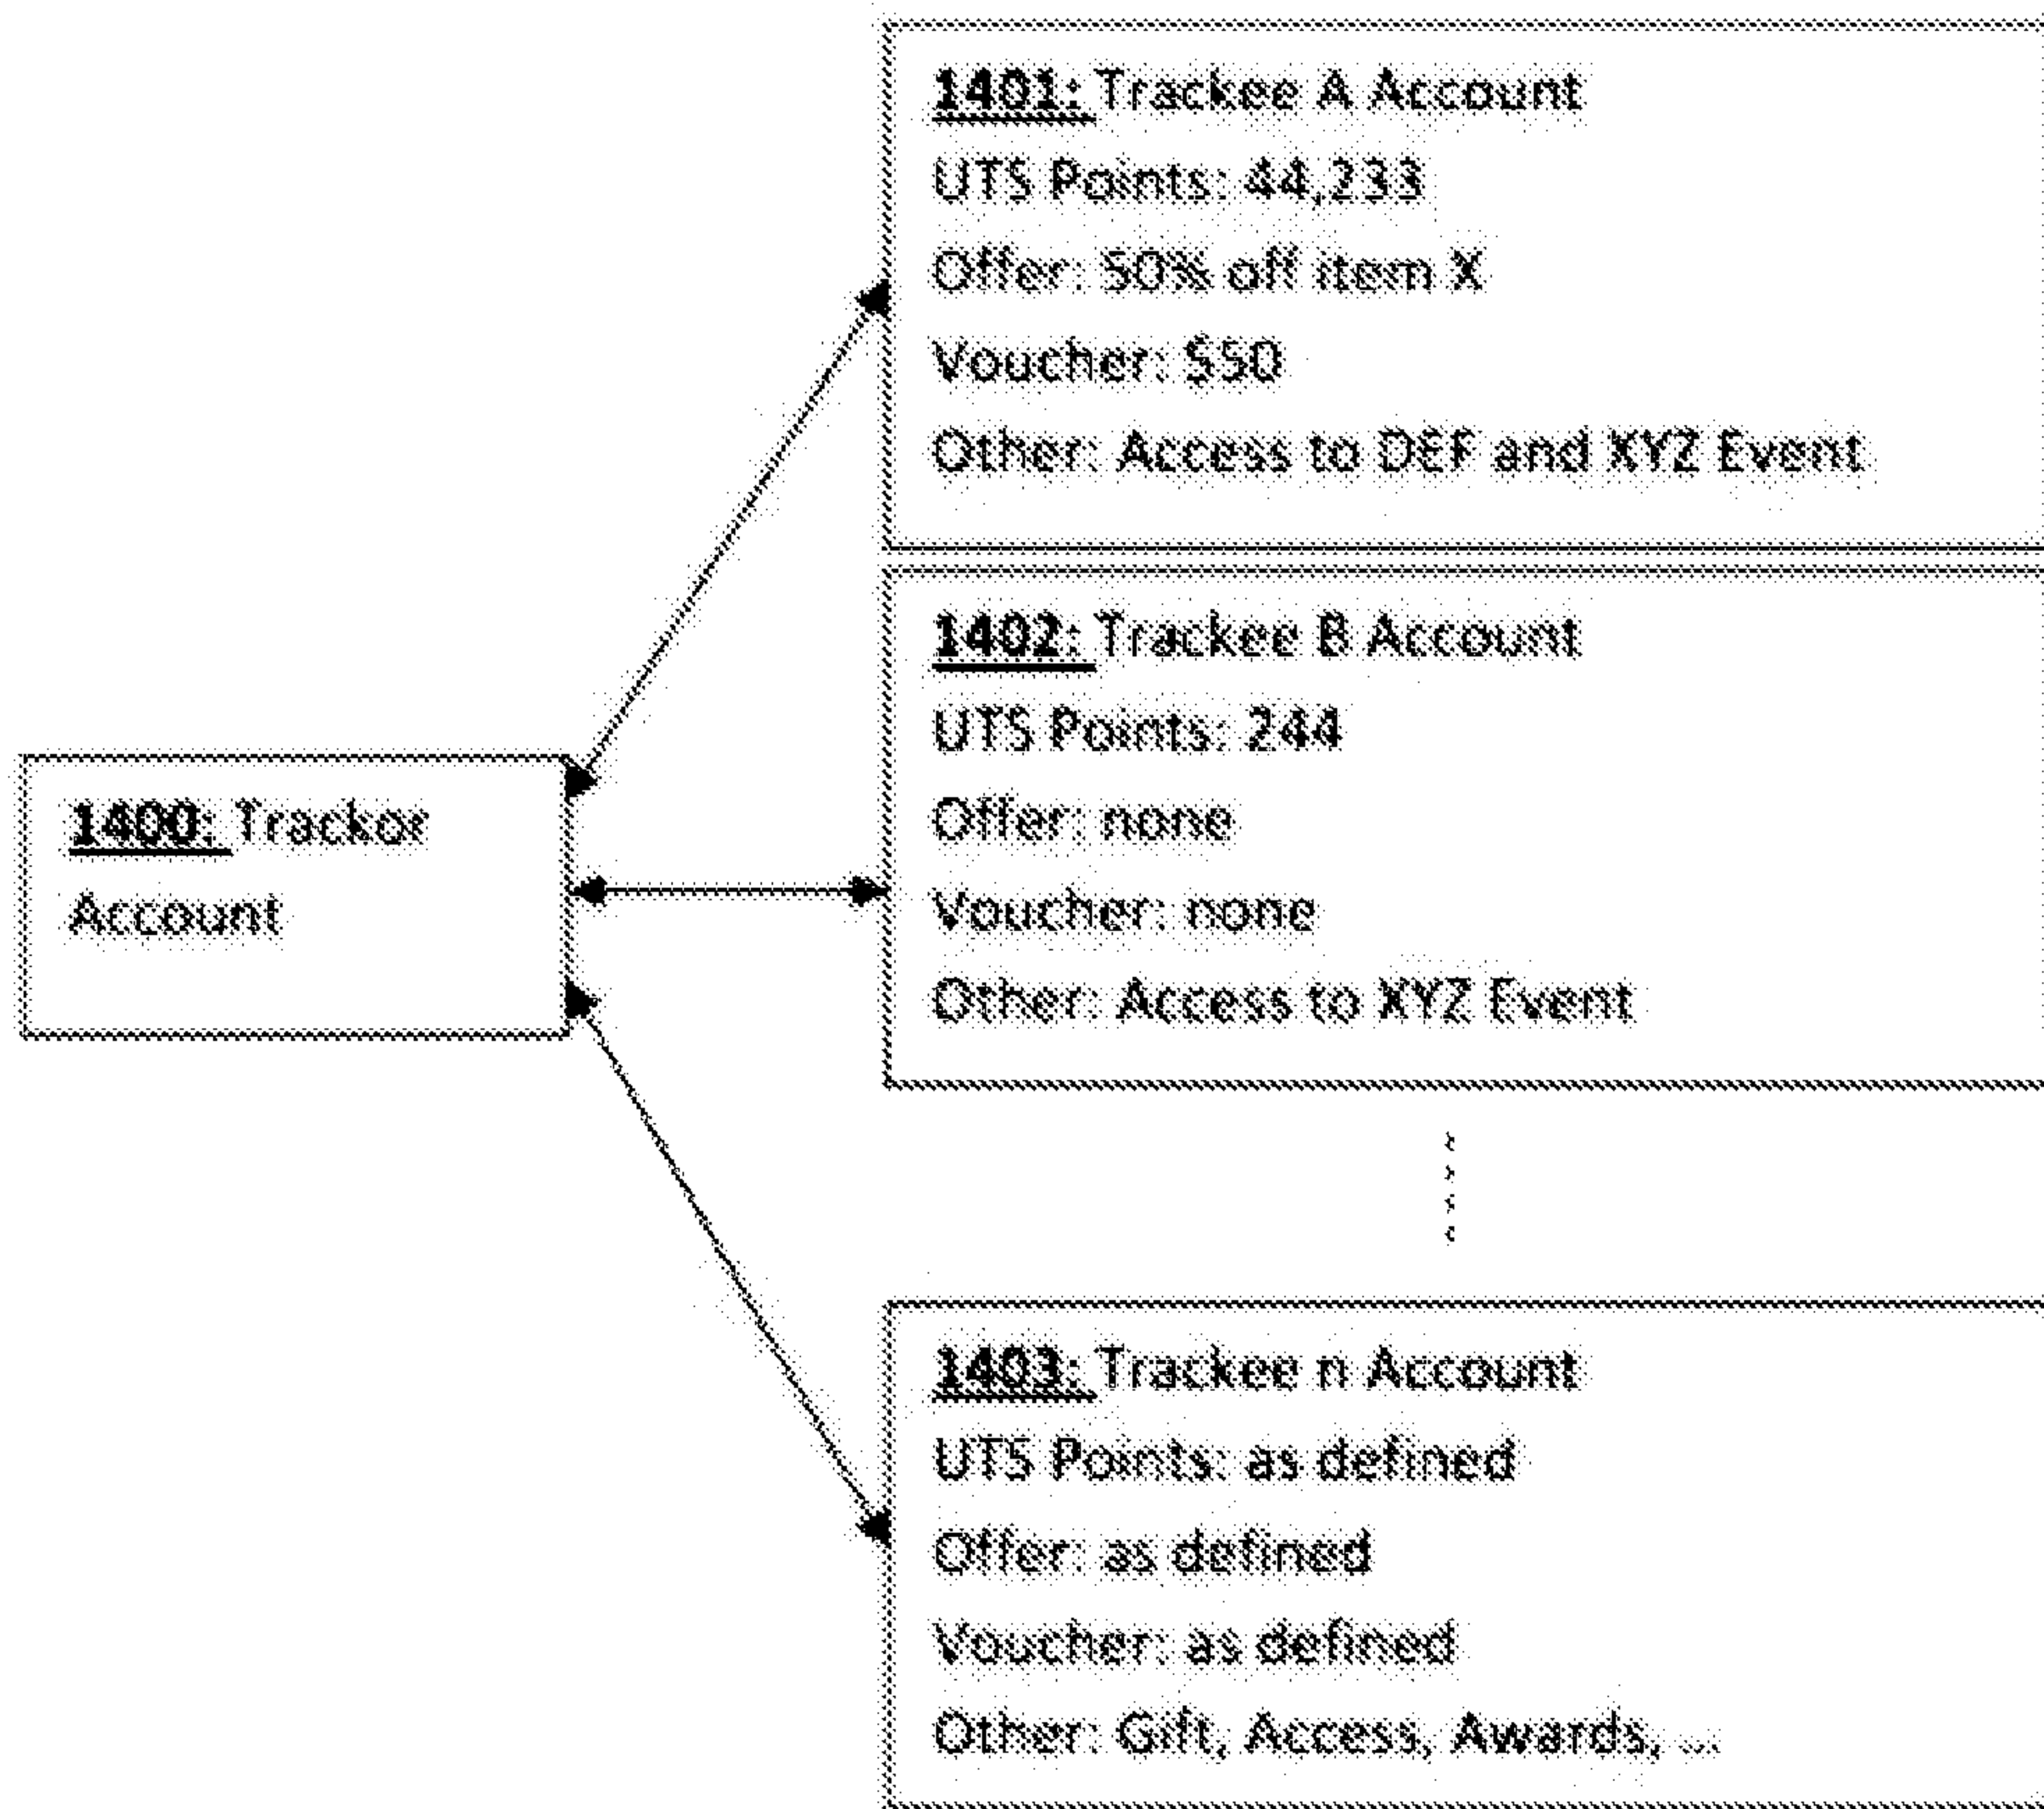 1401: Trackee A Account
UTS Points: 44,233
Offer: 50% off item X
Voucher: $50
Other: Access to DEF and XYZ Event
1402: Trackee B Account
UTS Points: 244
Offer: none
Voucher: none
Other: Access to XYZ Event
1400: Trackor
Account
1403: Trackee n Account
UTS Points: as defined
Offer: as defined
Voucher: as defined
Other: Gift, Access, Awards, ...